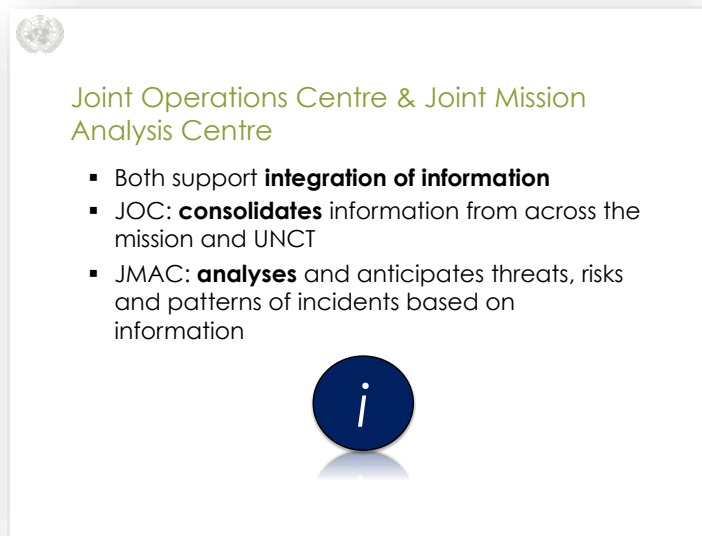 Joint Operations Centre & Joint Mission
Analysis Centre
▪ Both support integration of information
▪ JOC: consolidates information from across the
mission and UNCT
▪ JMAC: analyses and anticipates threats, risks
and patterns of incidents based on
information
i